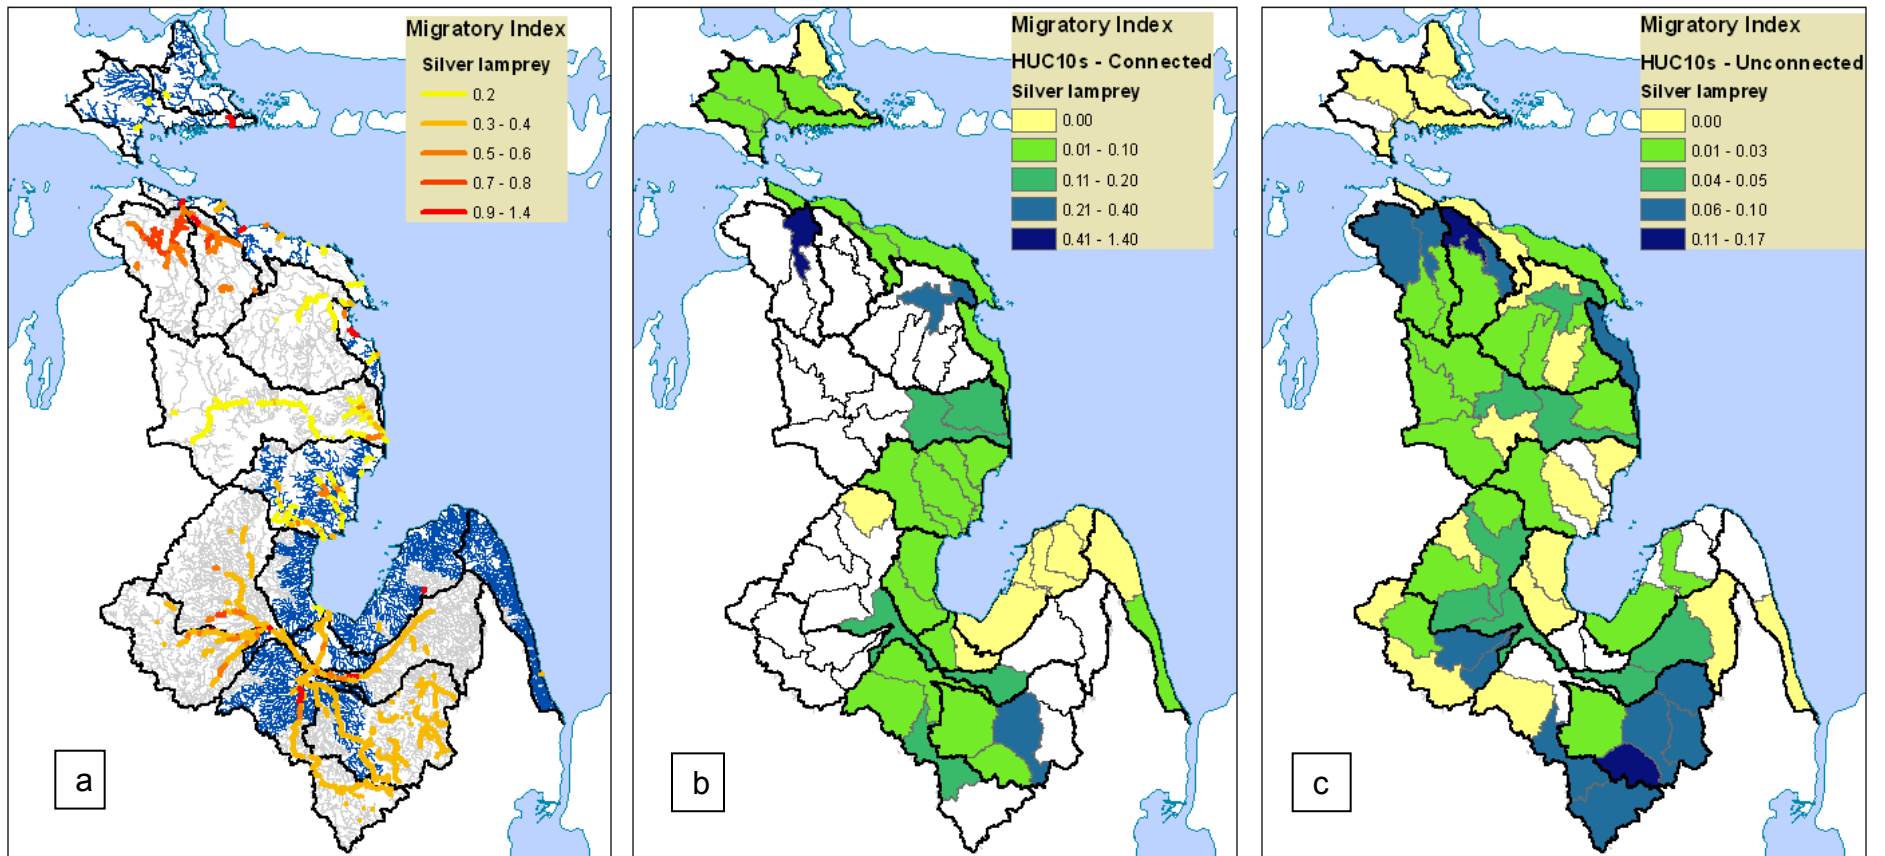 Migratory Index
Silver lamprey
0.2
0.3 - 0.4
0.5 - 0.6
0.7 - 0.8
0.9 - 1.4
a
Migratory Index
HUC10s - Connected
Silver lamprey
0.00
0.01 - 0.10
0.11 - 0.20
0.21 - 0.40
0.41 - 1.40
b
Migratory Index
HUC10s - Unconnected
Silver lamprey
0.00
0.01 - 0.03
0.04 - 0.05
0.06 - 0.10
0.11 - 0.17
c